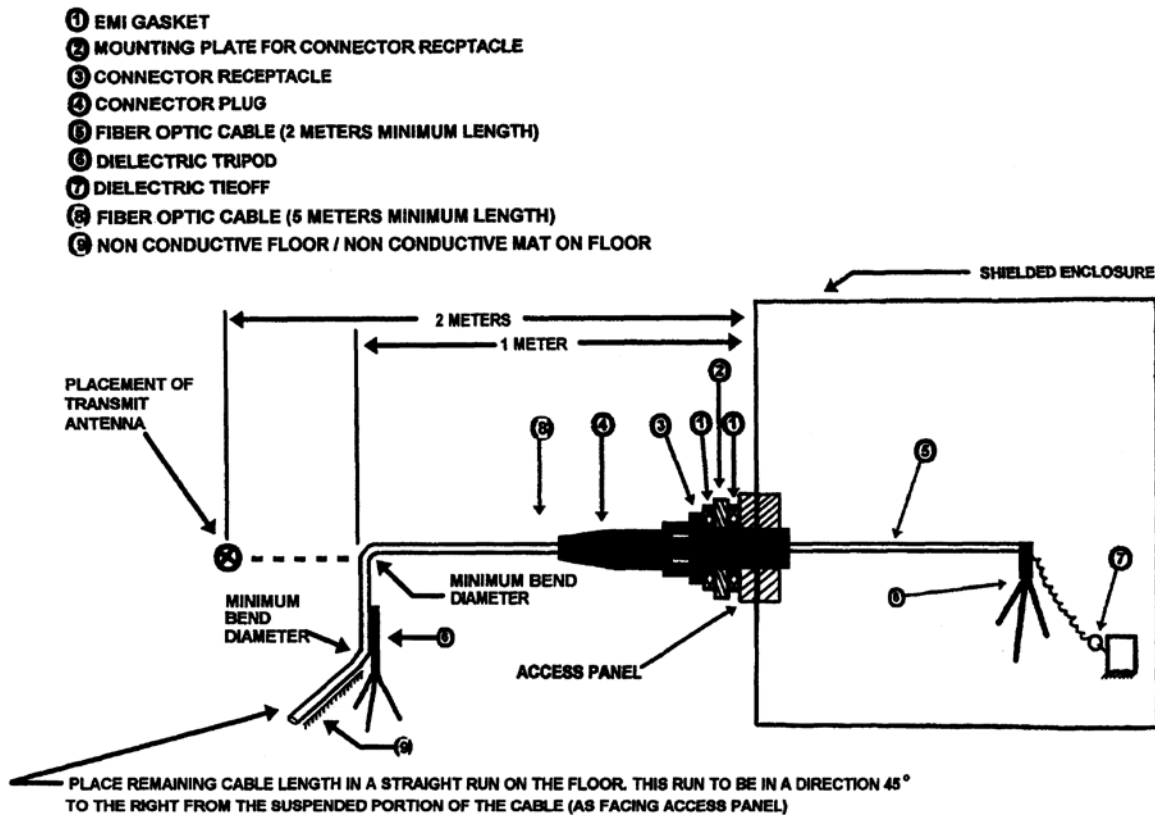 ① EMI GASKET
② MOUNTING PLATE FOR CONNECTOR RECPTACLE
③ CONNECTOR RECEPTACLE
④ CONNECTOR PLUG
⑤ FIBER OPTIC CABLE (2 METERS MINIMUM LENGTH)
⑥ DIELECTRIC TRIPOD
⑦ DIELECTRIC TIEOFF
⑧ FIBER OPTIC CABLE (5 METERS MINIMUM LENGTH)
⑨ NON CONDUCTIVE FLOOR / NON CONDUCTIVE MAT ON FLOOR
SHIELDED ENCLOSURE
2 METERS
1 METER
PLACEMENT OF
TRANSMIT
ANTENNA
②
⑧
④
③
①
①
⑤
MINIMUM BEND
DIAMETER
MINIMUM
BEND
DIAMETER
⑥
ACCESS PANEL
⑥
⑦
⑨
PLACE REMAINING CABLE LENGTH IN A STRAIGHT RUN ON THE FLOOR. THIS RUN TO BE IN A DIRECTION 45°
TO THE RIGHT FROM THE SUSPENDED PORTION OF THE CABLE (AS FACING ACCESS PANEL)